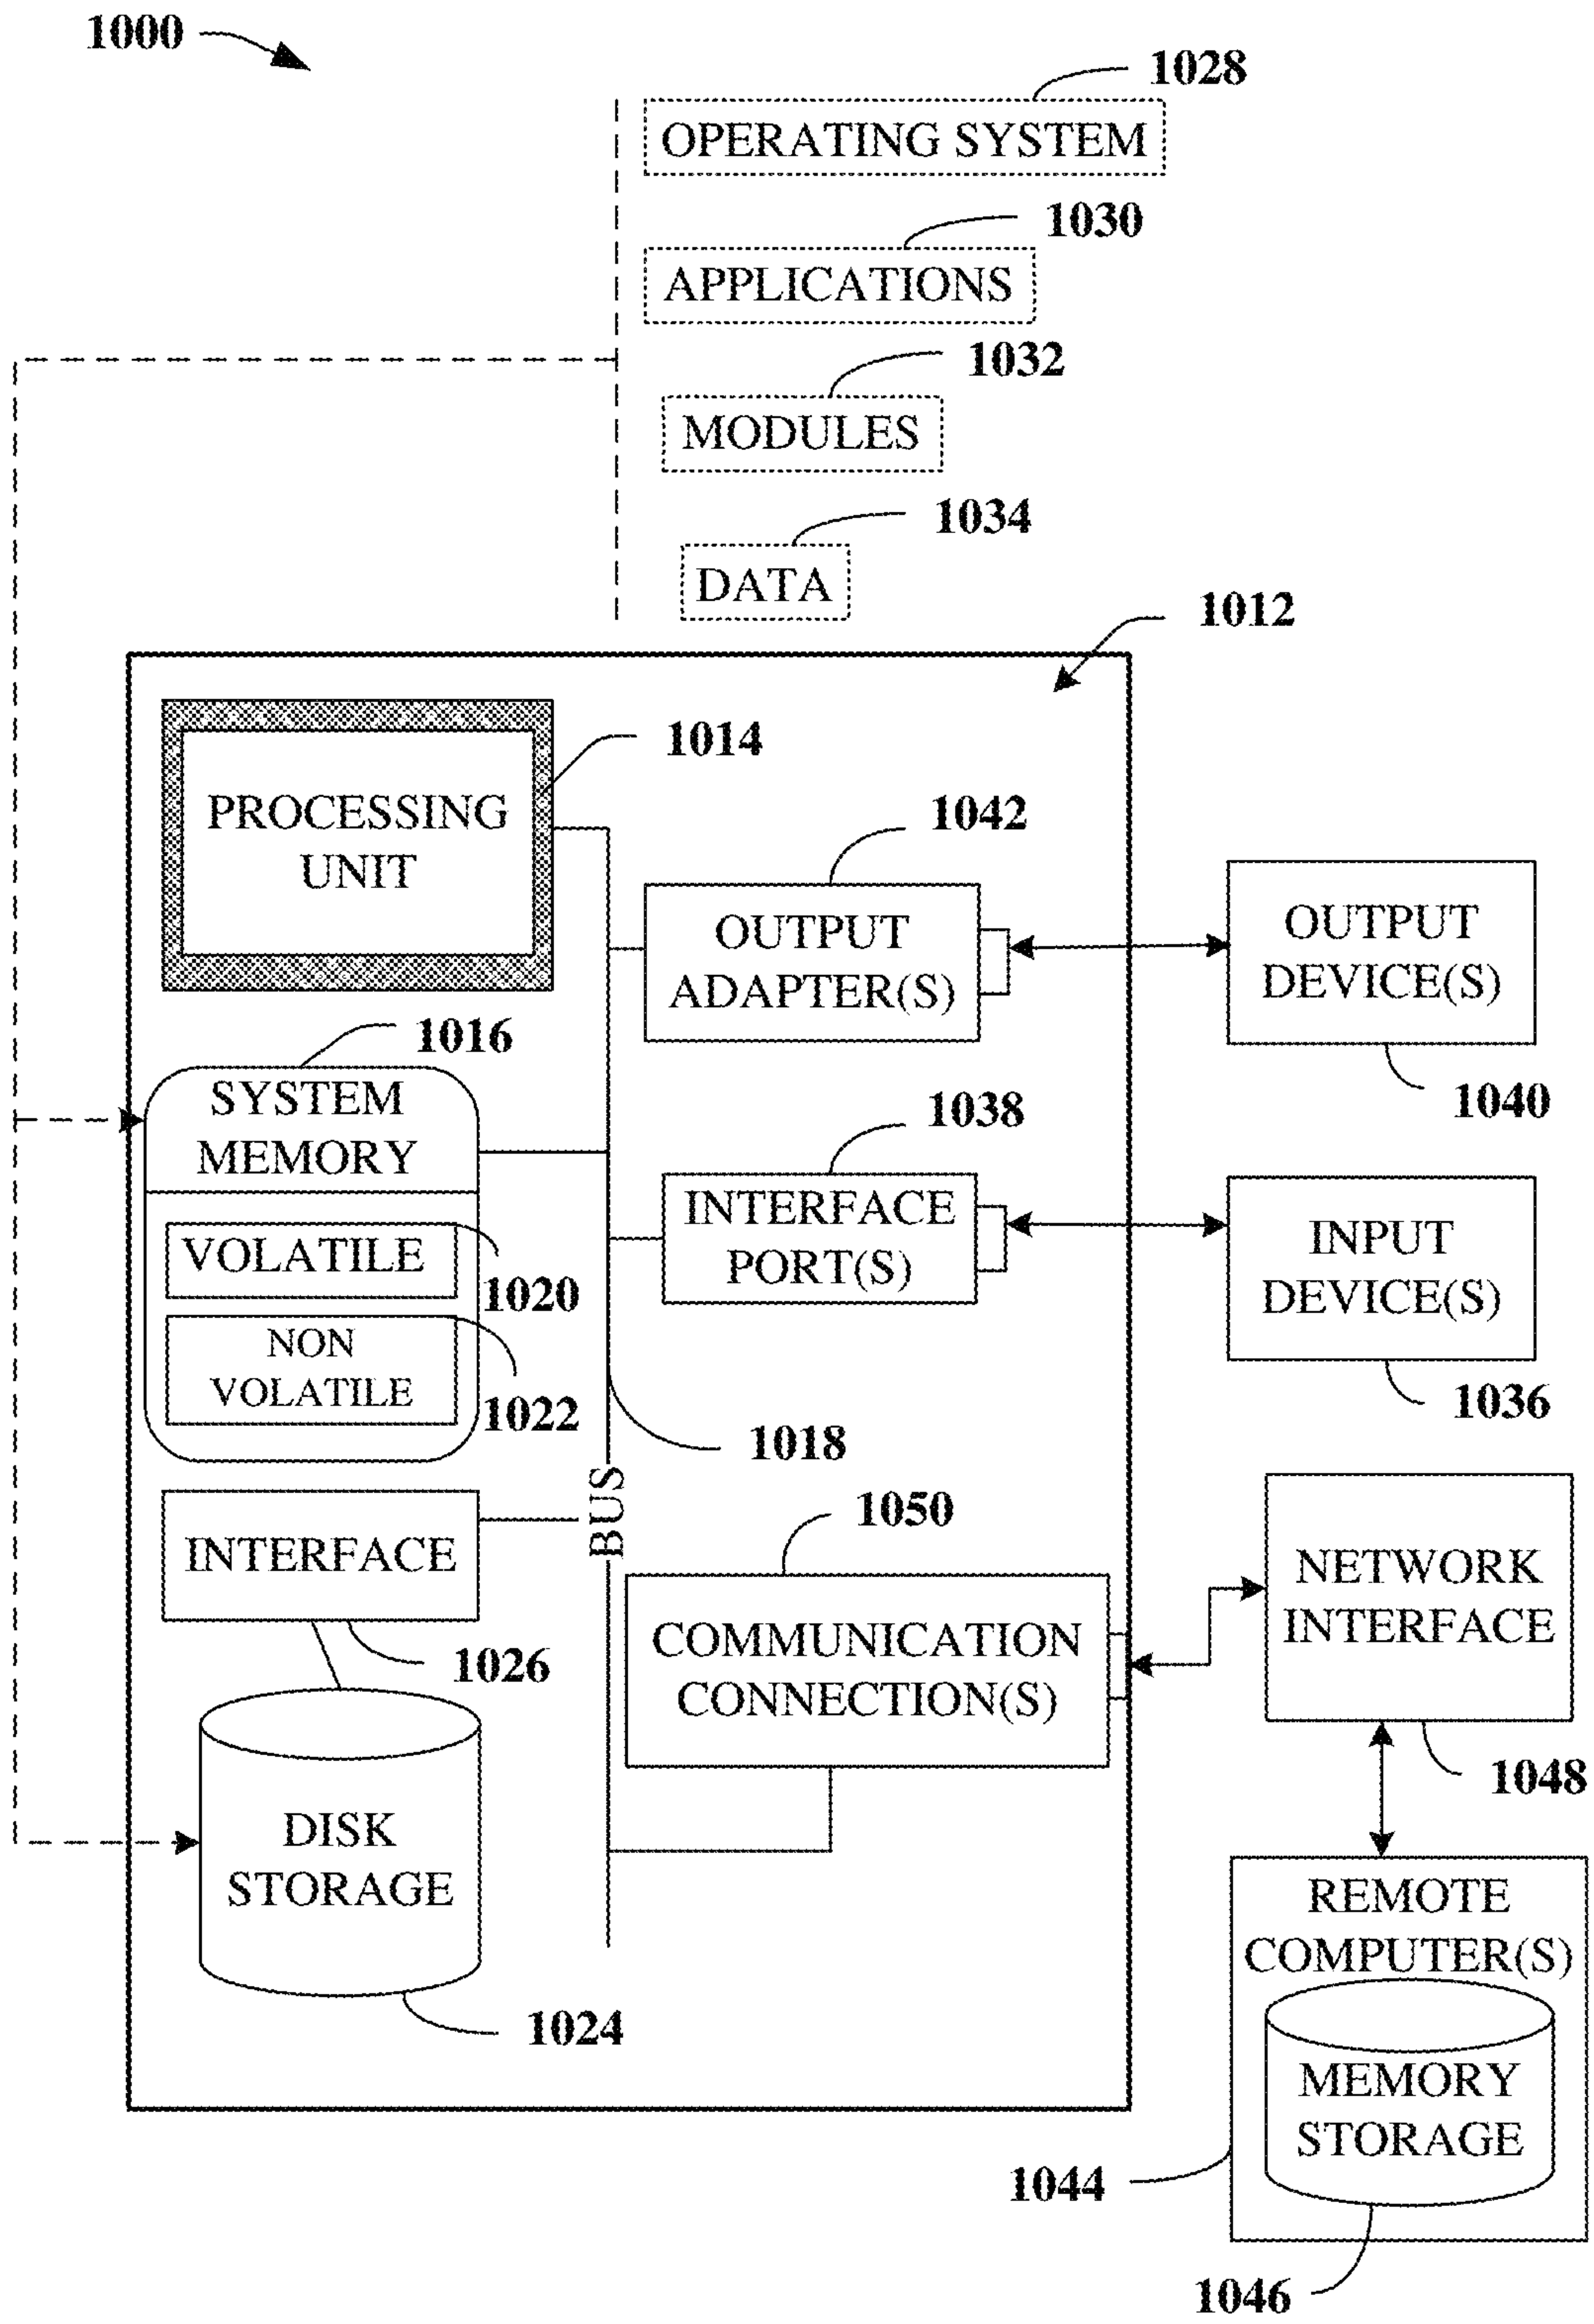 1000
1028
OPERATING SYSTEM
1030
APPLICATIONS
1032
MODULES
1034
DATA
1012
1014
PROCESSING
UNIT
1042
OUTPUT
ADAPTER(S)
OUTPUT
DEVICE(S)
1040
1016
SYSTEM
MEMORY
VOLATILE
1020
NON
VOLATILE
1022
1038
INTERFACE
PORT(S)
INPUT
DEVICE(S)
1036
1018
BUS
INTERFACE
1026
1050
COMMUNICATION
CONNECTION(S)
NETWORK
INTERFACE
1048
DISK
STORAGE
1024
REMOTE
COMPUTER(S)
MEMORY
STORAGE
1044
1046